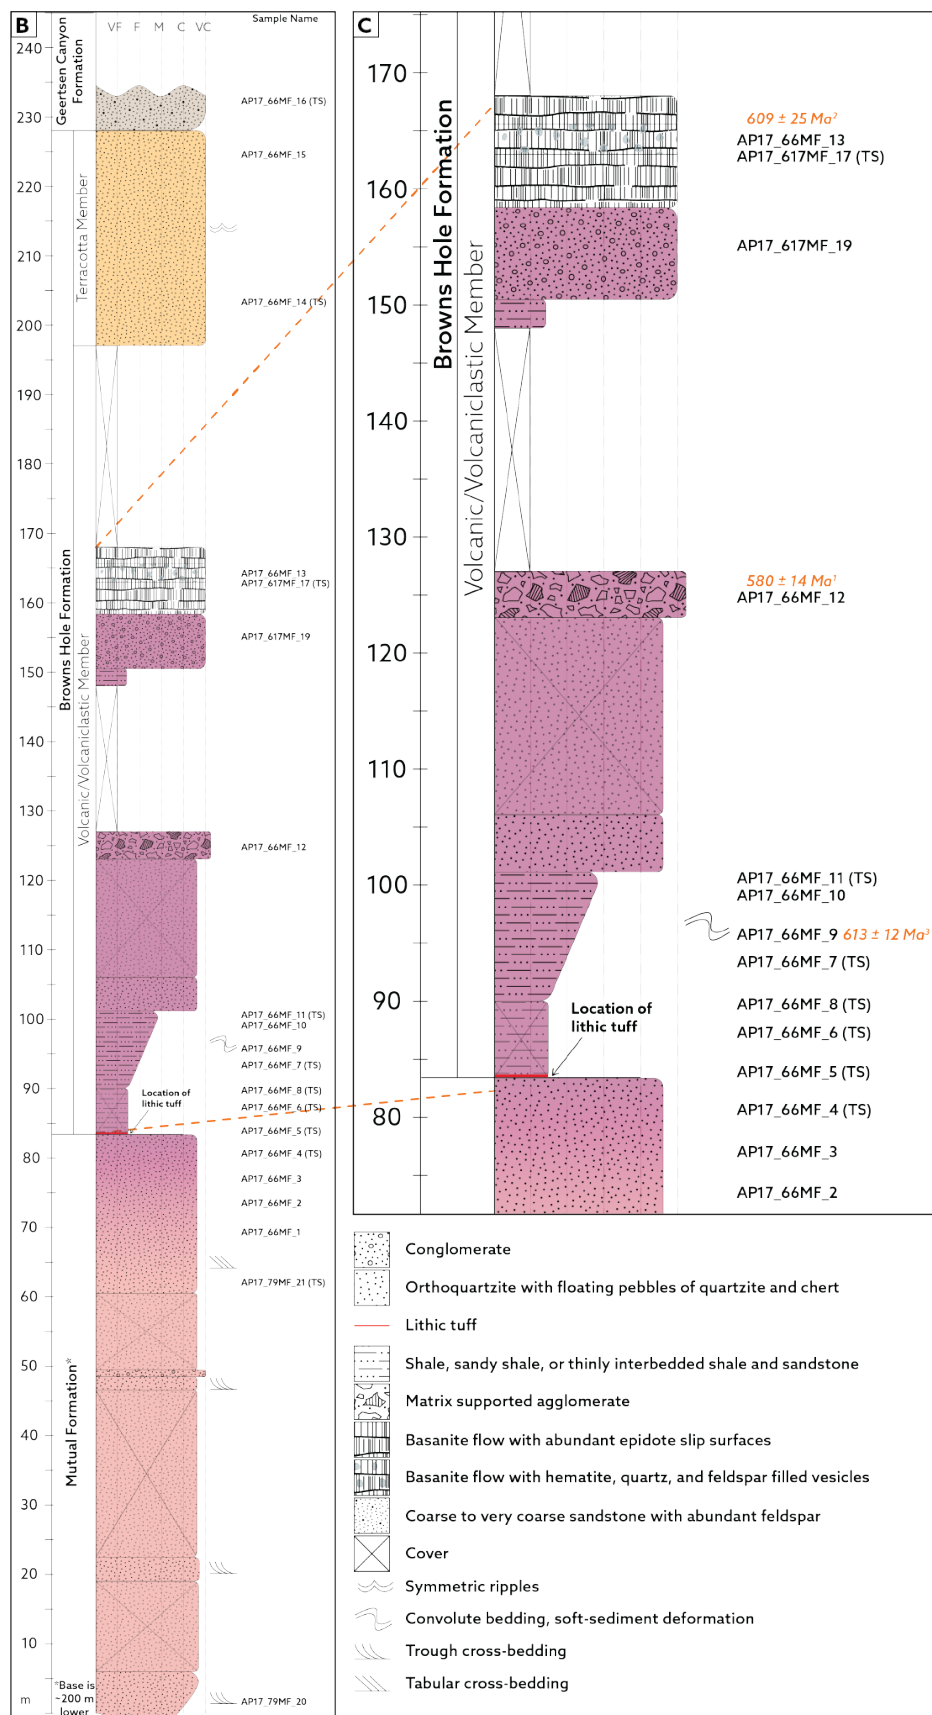 B
VF F M C VC
Sample Name
240
230
220
210
200
190
180
170
160
150
140
130
120
110
100
90
80
70
60
50
40
30
20
10
m
Geertsen Canyon
Formation
Terracotta Member
Browns Hole Formation
Volcanic/Volcaniclastic Member
Mutual Formation*
*Base is
~200 m
lower
AP17_66MF_16 (TS)
AP17_66MF_15
AP17_66MF_14 (TS)
AP17_66MF_13
AP17_617MF_17 (TS)
AP17_617MF_19
AP17_66MF_12
AP17_66MF_11 (TS)
AP17_66MF_10
AP17_66MF_9
AP17_66MF_7 (TS)
AP17_66MF_8 (TS)
Location of
lithic tuff
AP17_66MF_6 (TS)
AP17_66MF_5 (TS)
AP17_66MF_4 (TS)
AP17_66MF_3
AP17_66MF_2
AP17_66MF_1
AP17_79MF_21 (TS)
AP17_79MF_20
C
170
160
150
140
130
120
110
100
90
80
Browns Hole Formation
Volcanic/Volcaniclastic Member
609 ± 25 Ma²
AP17_66MF_13
AP17_617MF_17 (TS)
AP17_617MF_19
580 ± 14 Ma¹
AP17_66MF_12
AP17_66MF_11 (TS)
AP17_66MF_10
AP17_66MF_9 613 ± 12 Ma³
AP17_66MF_7 (TS)
Location of
lithic tuff
AP17_66MF_8 (TS)
AP17_66MF_6 (TS)
AP17_66MF_5 (TS)
AP17_66MF_4 (TS)
AP17_66MF_3
AP17_66MF_2
Conglomerate
Orthoquartzite with floating pebbles of quartzite and chert
Lithic tuff
Shale, sandy shale, or thinly interbedded shale and sandstone
Matrix supported agglomerate
Basanite flow with abundant epidote slip surfaces
Basanite flow with hematite, quartz, and feldspar filled vesicles
Coarse to very coarse sandstone with abundant feldspar
Cover
Symmetric ripples
Convolute bedding, soft-sediment deformation
Trough cross-bedding
Tabular cross-bedding